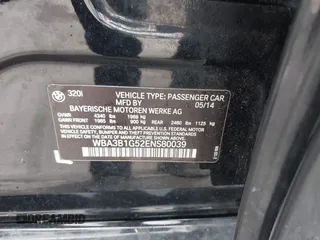 320i
VEHICLE TYPE: PASSENGER CAR
MFD BY 05/14
BAYERISCHE MOTOREN WERKE AG
GVWR 4340 lbs 1969 kg
GAWR FRONT 1985 lbs 900 kg REAR 2480 lbs 1125 kg
THIS VEHICLE CONFORMS TO ALL APPLICABLE
FEDERAL MOTOR VEHICLE SAFETY,
BUMPER, AND THEFT PREVENTION STANDARDS
IN EFFECT ON THE DATE OF MANUFACTURE
SHOWN ABOVE.
WBA3B1G52ENS80039